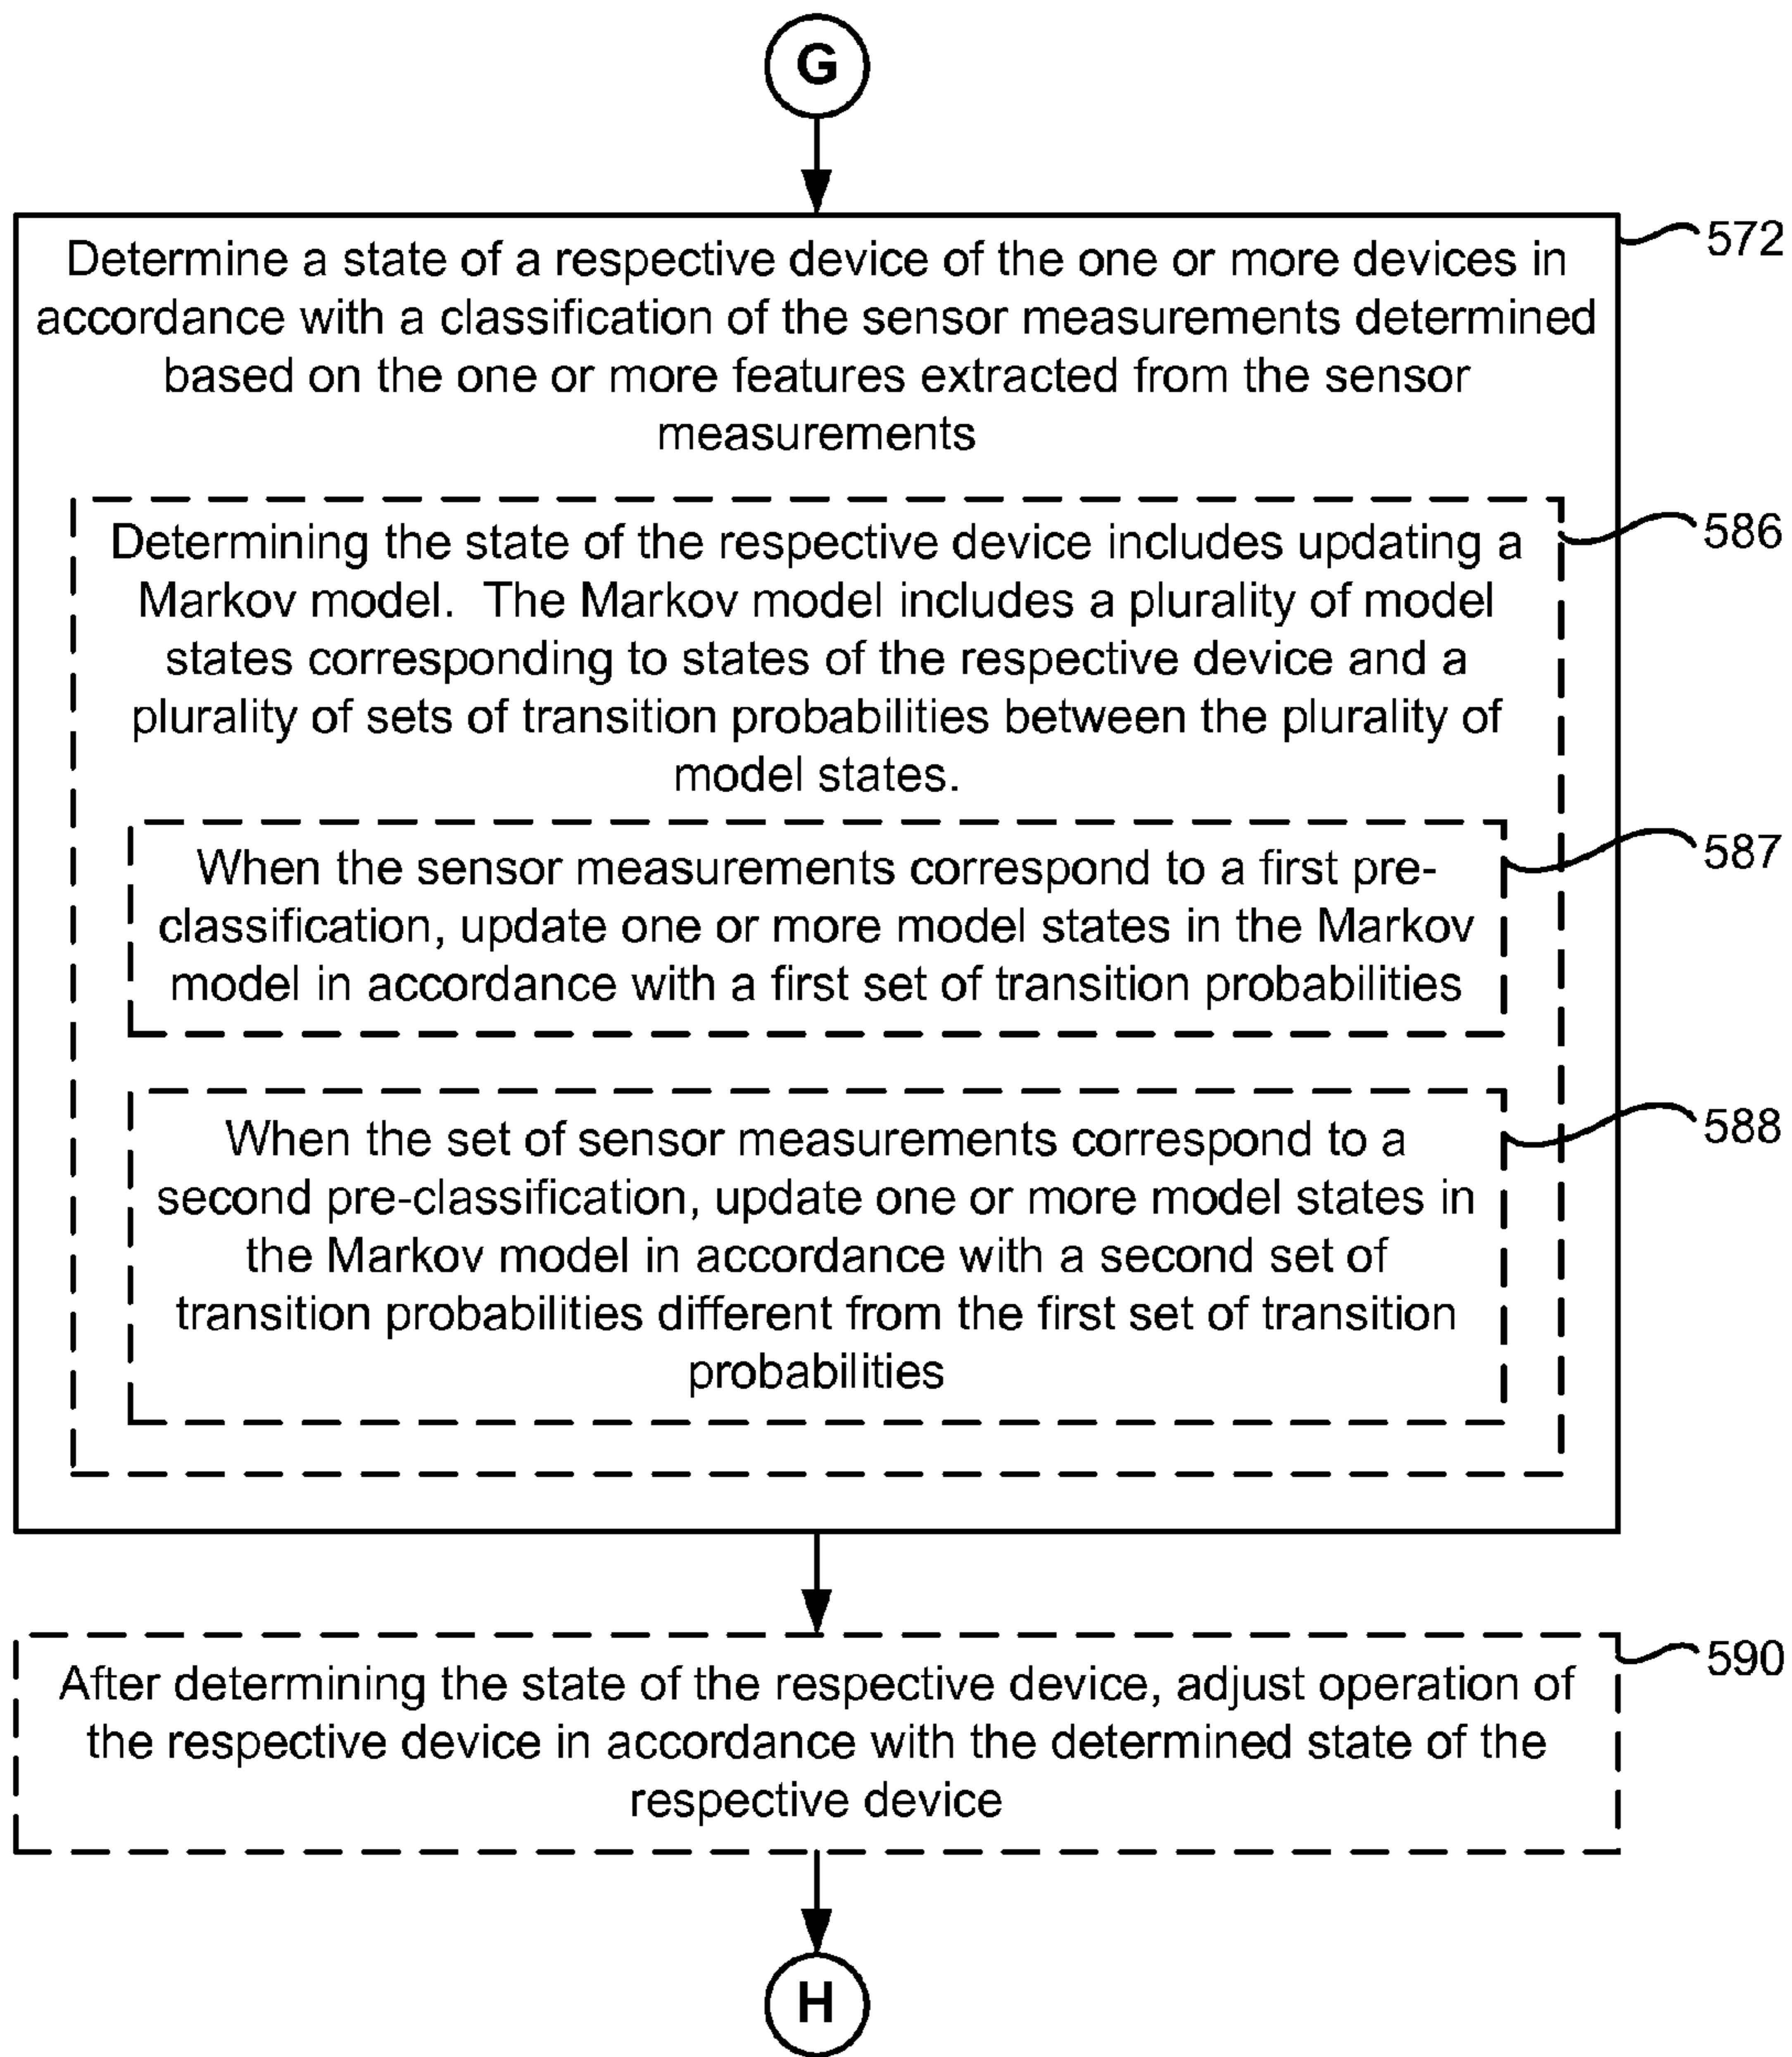 G
572
Determine a state of a respective device of the one or more devices in
accordance with a classification of the sensor measurements determined
based on the one or more features extracted from the sensor
measurements
586
Determining the state of the respective device includes updating a
Markov model.  The Markov model includes a plurality of model
states corresponding to states of the respective device and a
plurality of sets of transition probabilities between the plurality of
model states.
587
When the sensor measurements correspond to a first pre-
classification, update one or more model states in the Markov
model in accordance with a first set of transition probabilities
588
When the set of sensor measurements correspond to a
second pre-classification, update one or more model states in
the Markov model in accordance with a second set of
transition probabilities different from the first set of transition
probabilities
590
After determining the state of the respective device, adjust operation of
the respective device in accordance with the determined state of the
respective device
H